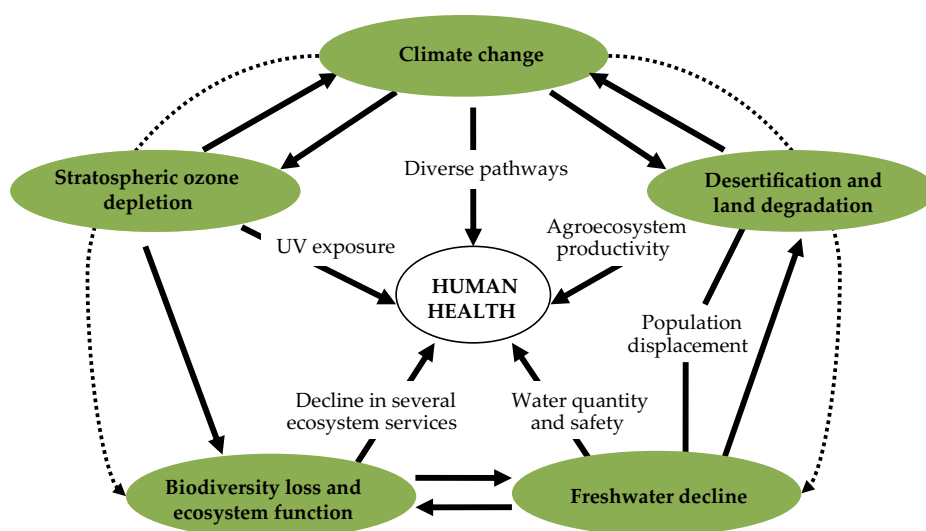 Climate change
Diverse pathways
Stratospheric ozone
depletion
Desertification and
land degradation
UV exposure
Agroecosystem
productivity
HUMAN
HEALTH
Population
displacement
Decline in several
ecosystem services
Water quantity
and safety
Biodiversity loss and
ecosystem function
Freshwater decline